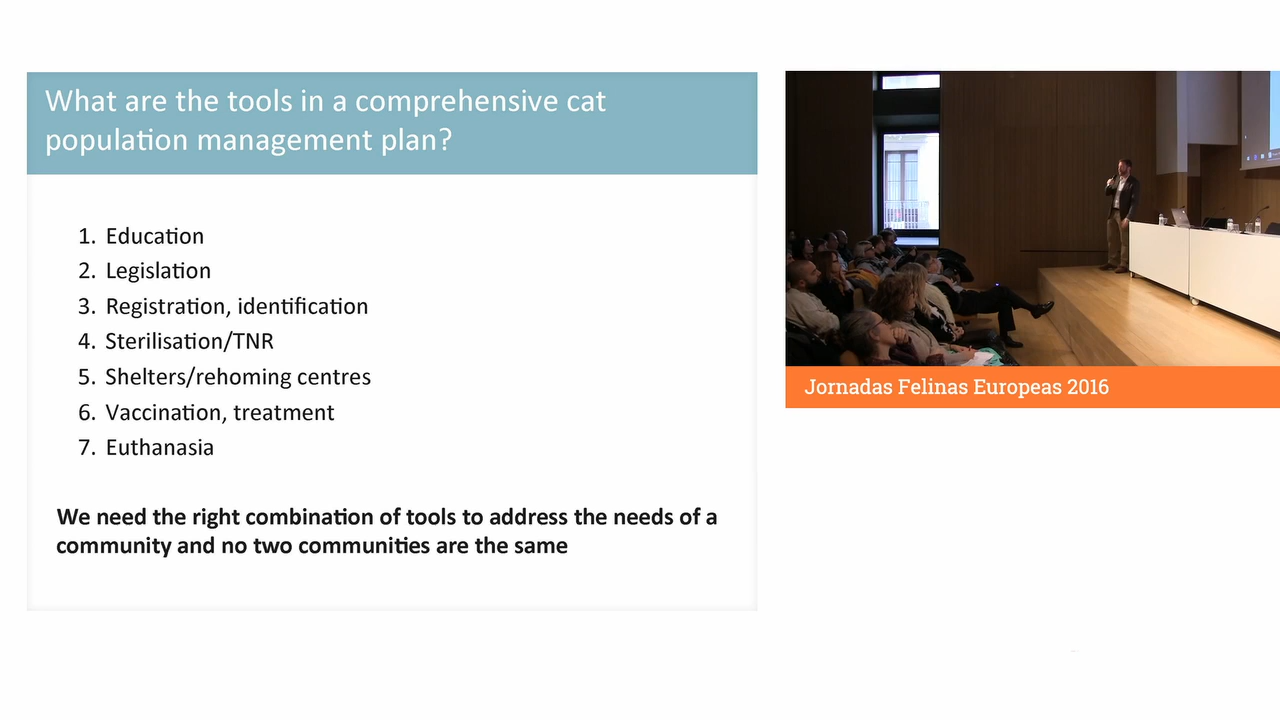 What are the tools in a comprehensive cat
population management plan?
1. Education
2. Legislation
3. Registration, identification
4. Sterilisation/TNR
5. Shelters/rehoming centres
6. Vaccination, treatment
7. Euthanasia
We need the right combination of tools to address the needs of a
community and no two communities are the same
Jornadas Felinas Europeas 2016